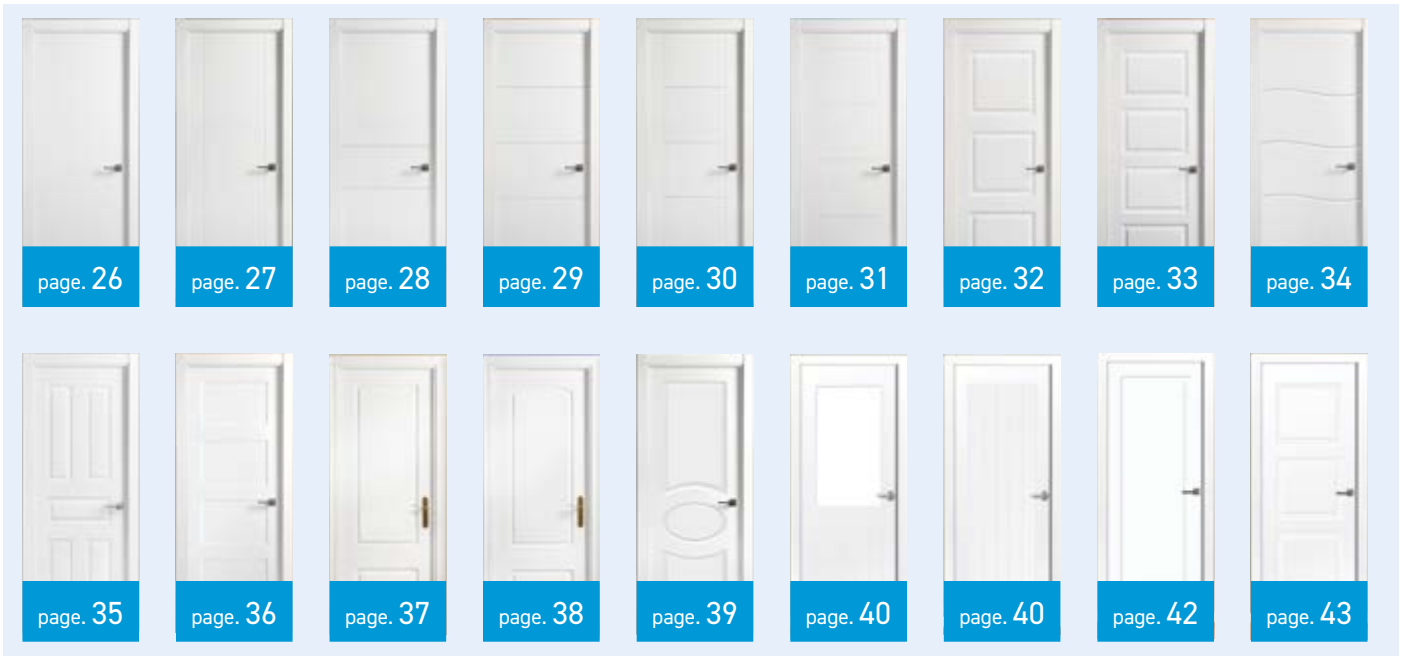 page. 26
page. 27
page. 28
page. 29
page. 30
page. 31
page. 32
page. 33
page. 34
page. 35
page. 36
page. 37
page. 38
page. 39
page. 40
page. 40
page. 42
page. 43